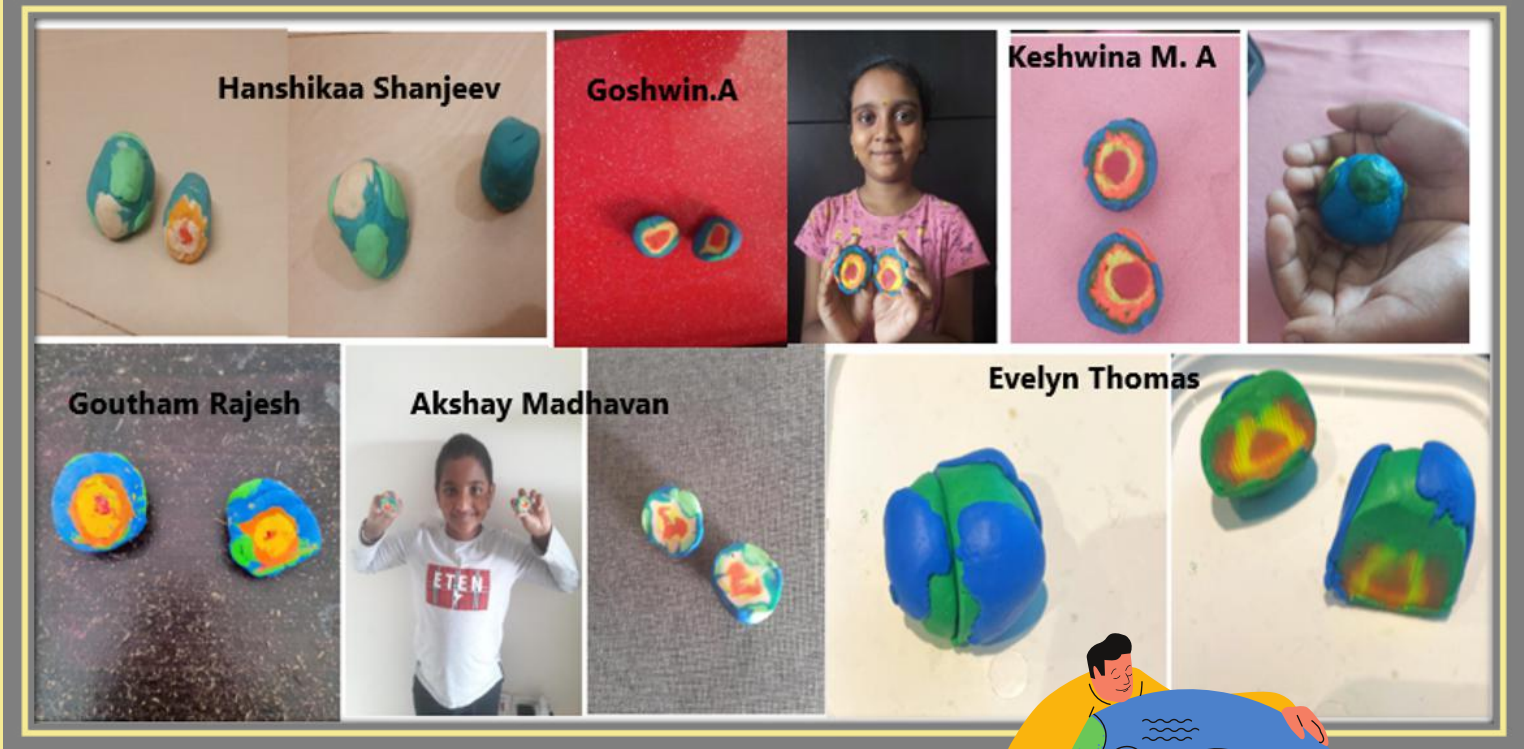 Hanshikaa Shanjeev
Goshwin.A
Keshwina M. A
Goutham Rajesh
Akshay Madhavan
Evelyn Thomas
ETEN